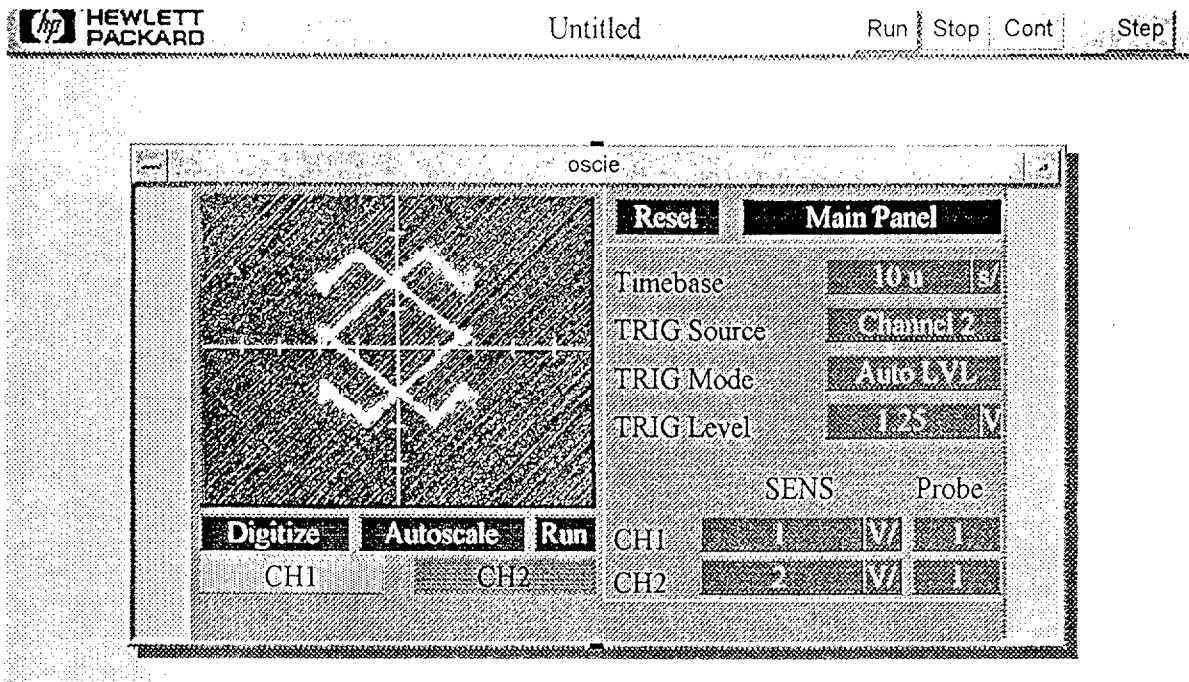 hp HEWLETT PACKARD Untitled Run Stop Cont Step
oscie
Reset Main Panel
Timebase 10 u s/
TRIG Source Channel 2
TRIG Mode Auto LVL
TRIG Level 1.25 V
SENS Probe
Digitize Autoscale Run
CH1 1 V/ 1
CH1 CH2
CH2 2 V/ 1